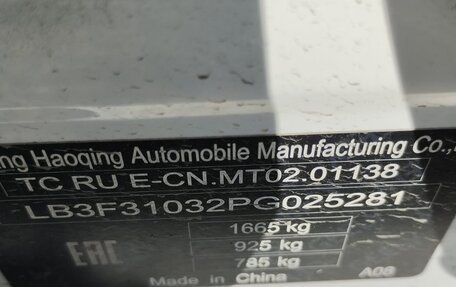 ng Haoqing Automobile Manufacturing Co.,
TC RU E-CN.MT02.01138
LB3F31032PG025281
1665 kg
925 kg
785 kg
EAC
Made in China A08